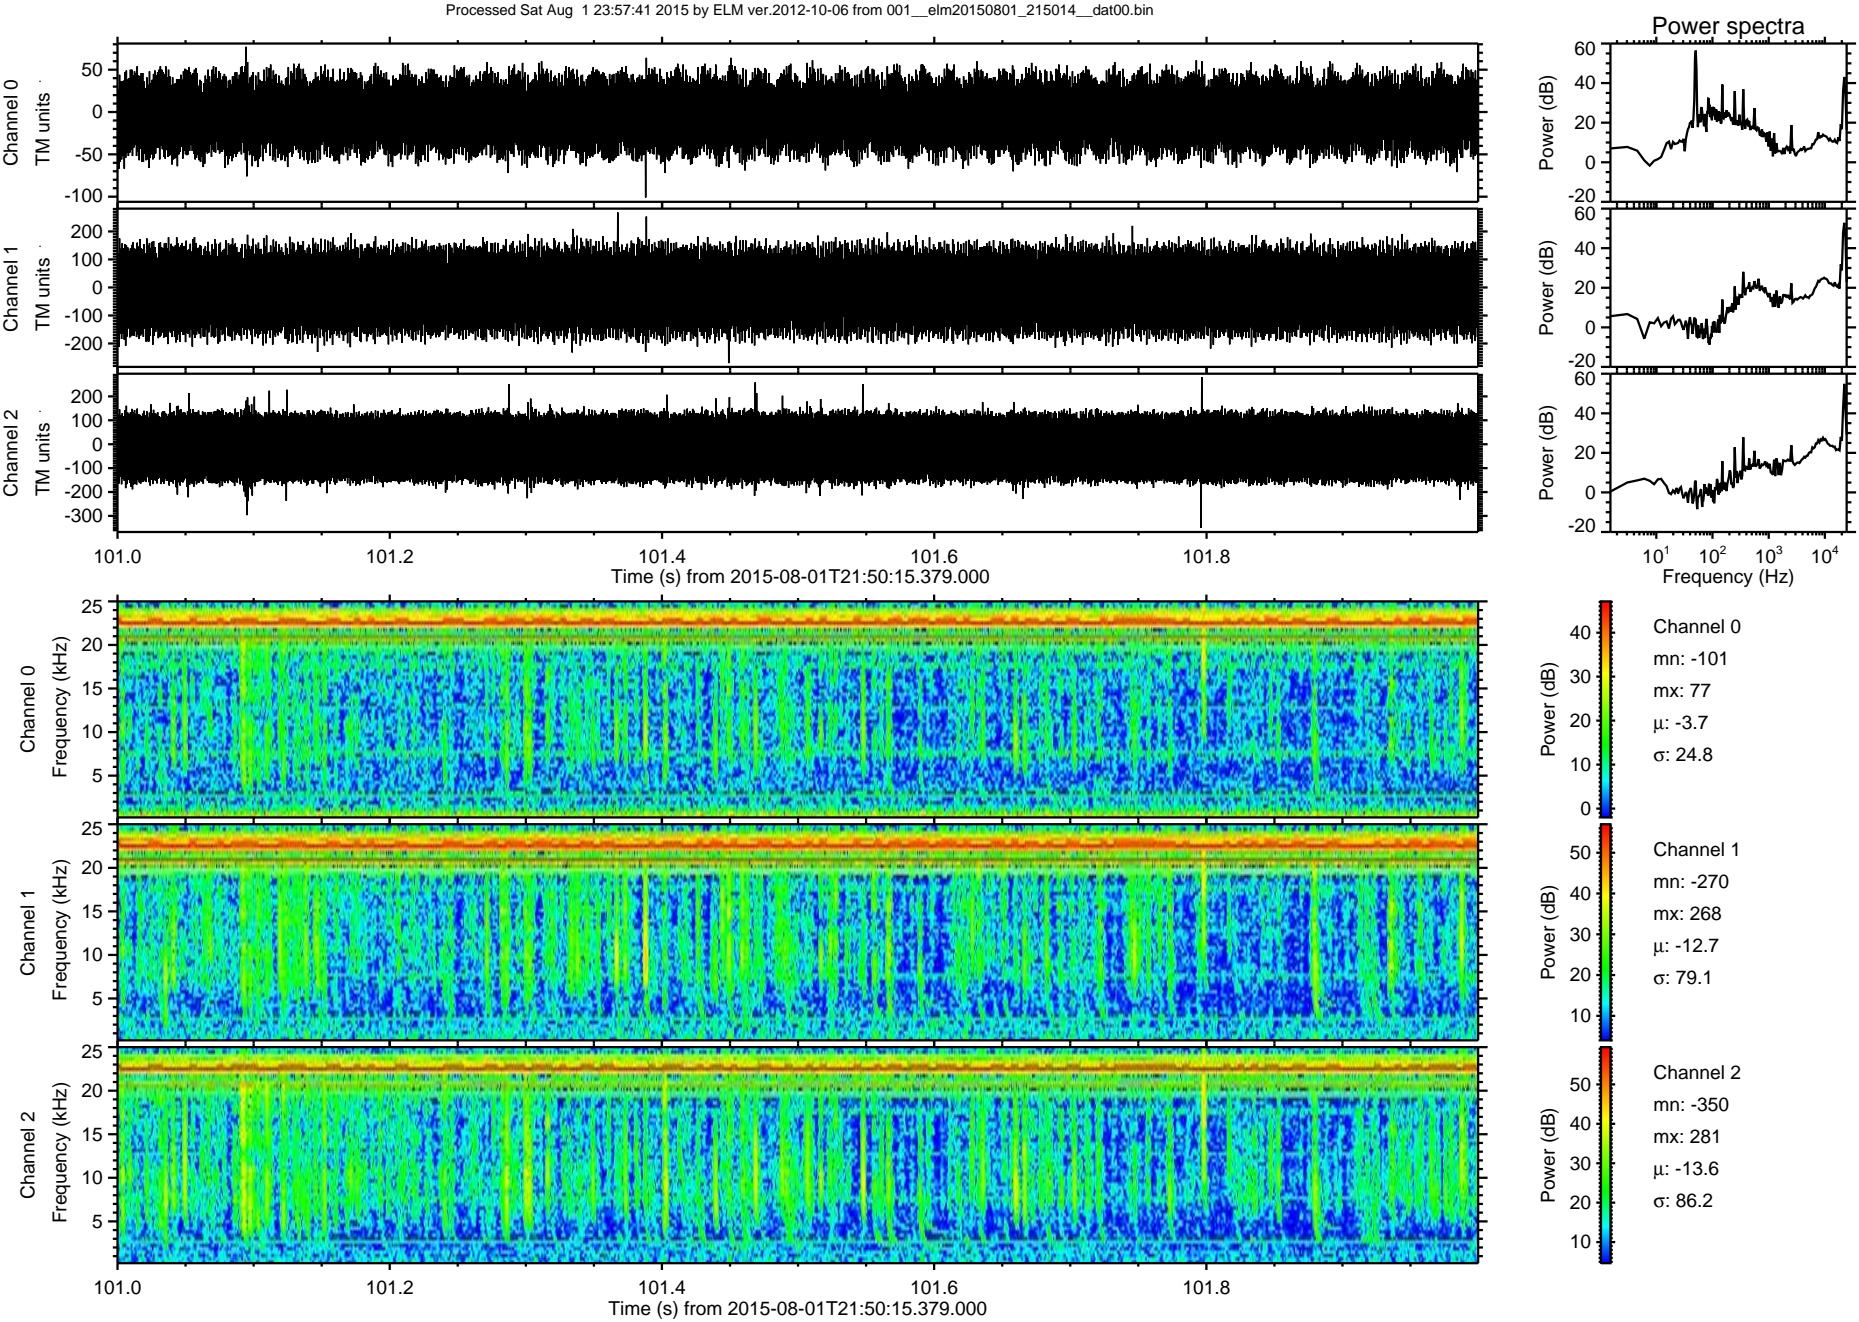 Processed Sat Aug  1 23:57:41 2015 by ELM ver.2012-10-06 from 001__elm20150801_215014__dat00.bin
Power spectra
Channel 0
TM units
50
0
-50
-100
Power (dB)
60
40
20
0
-20
Channel 1
TM units
200
100
0
-100
-200
Power (dB)
60
40
20
0
-20
Channel 2
TM units
200
100
0
-100
-200
-300
Power (dB)
60
40
20
0
-20
101.0 101.2 101.4 101.6 101.8
Time (s) from 2015-08-01T21:50:15.379.000
10^1 10^2 10^3 10^4
Frequency (Hz)
Channel 0
Frequency (kHz)
25
20
15
10
5
Power (dB)
40
30
20
10
0
Channel 0
mn: -101
mx: 77
μ: -3.7
σ: 24.8
Channel 1
Frequency (kHz)
25
20
15
10
5
Power (dB)
50
40
30
20
10
Channel 1
mn: -270
mx: 268
μ: -12.7
σ: 79.1
Channel 2
Frequency (kHz)
25
20
15
10
5
Power (dB)
50
40
30
20
10
Channel 2
mn: -350
mx: 281
μ: -13.6
σ: 86.2
101.0 101.2 101.4 101.6 101.8
Time (s) from 2015-08-01T21:50:15.379.000